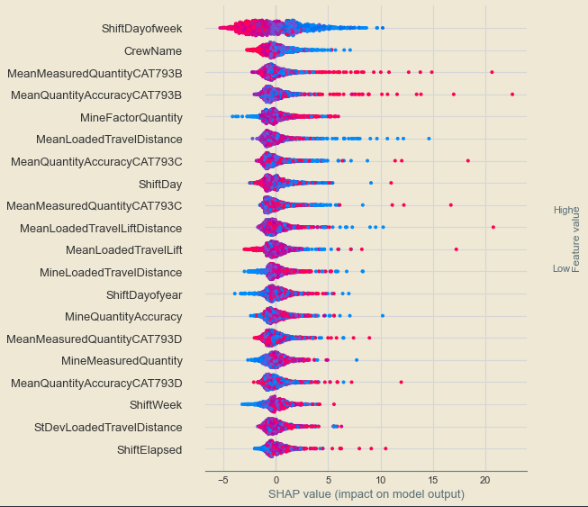 ShiftDayofweek
CrewName
MeanMeasuredQuantityCAT793B
MeanQuantityAccuracyCAT793B
MineFactorQuantity
MeanLoadedTravelDistance
MeanQuantityAccuracyCAT793C
ShiftDay
MeanMeasuredQuantityCAT793C
MeanLoadedTravelLiftDistance
MeanLoadedTravelLift
MineLoadedTravelDistance
ShiftDayofyear
MineQuantityAccuracy
MeanMeasuredQuantityCAT793D
MineMeasuredQuantity
MeanQuantityAccuracyCAT793D
ShiftWeek
StDevLoadedTravelDistance
ShiftElapsed
−5 0 5 10 15 20
SHAP value (impact on model output)
High
Low
Feature value